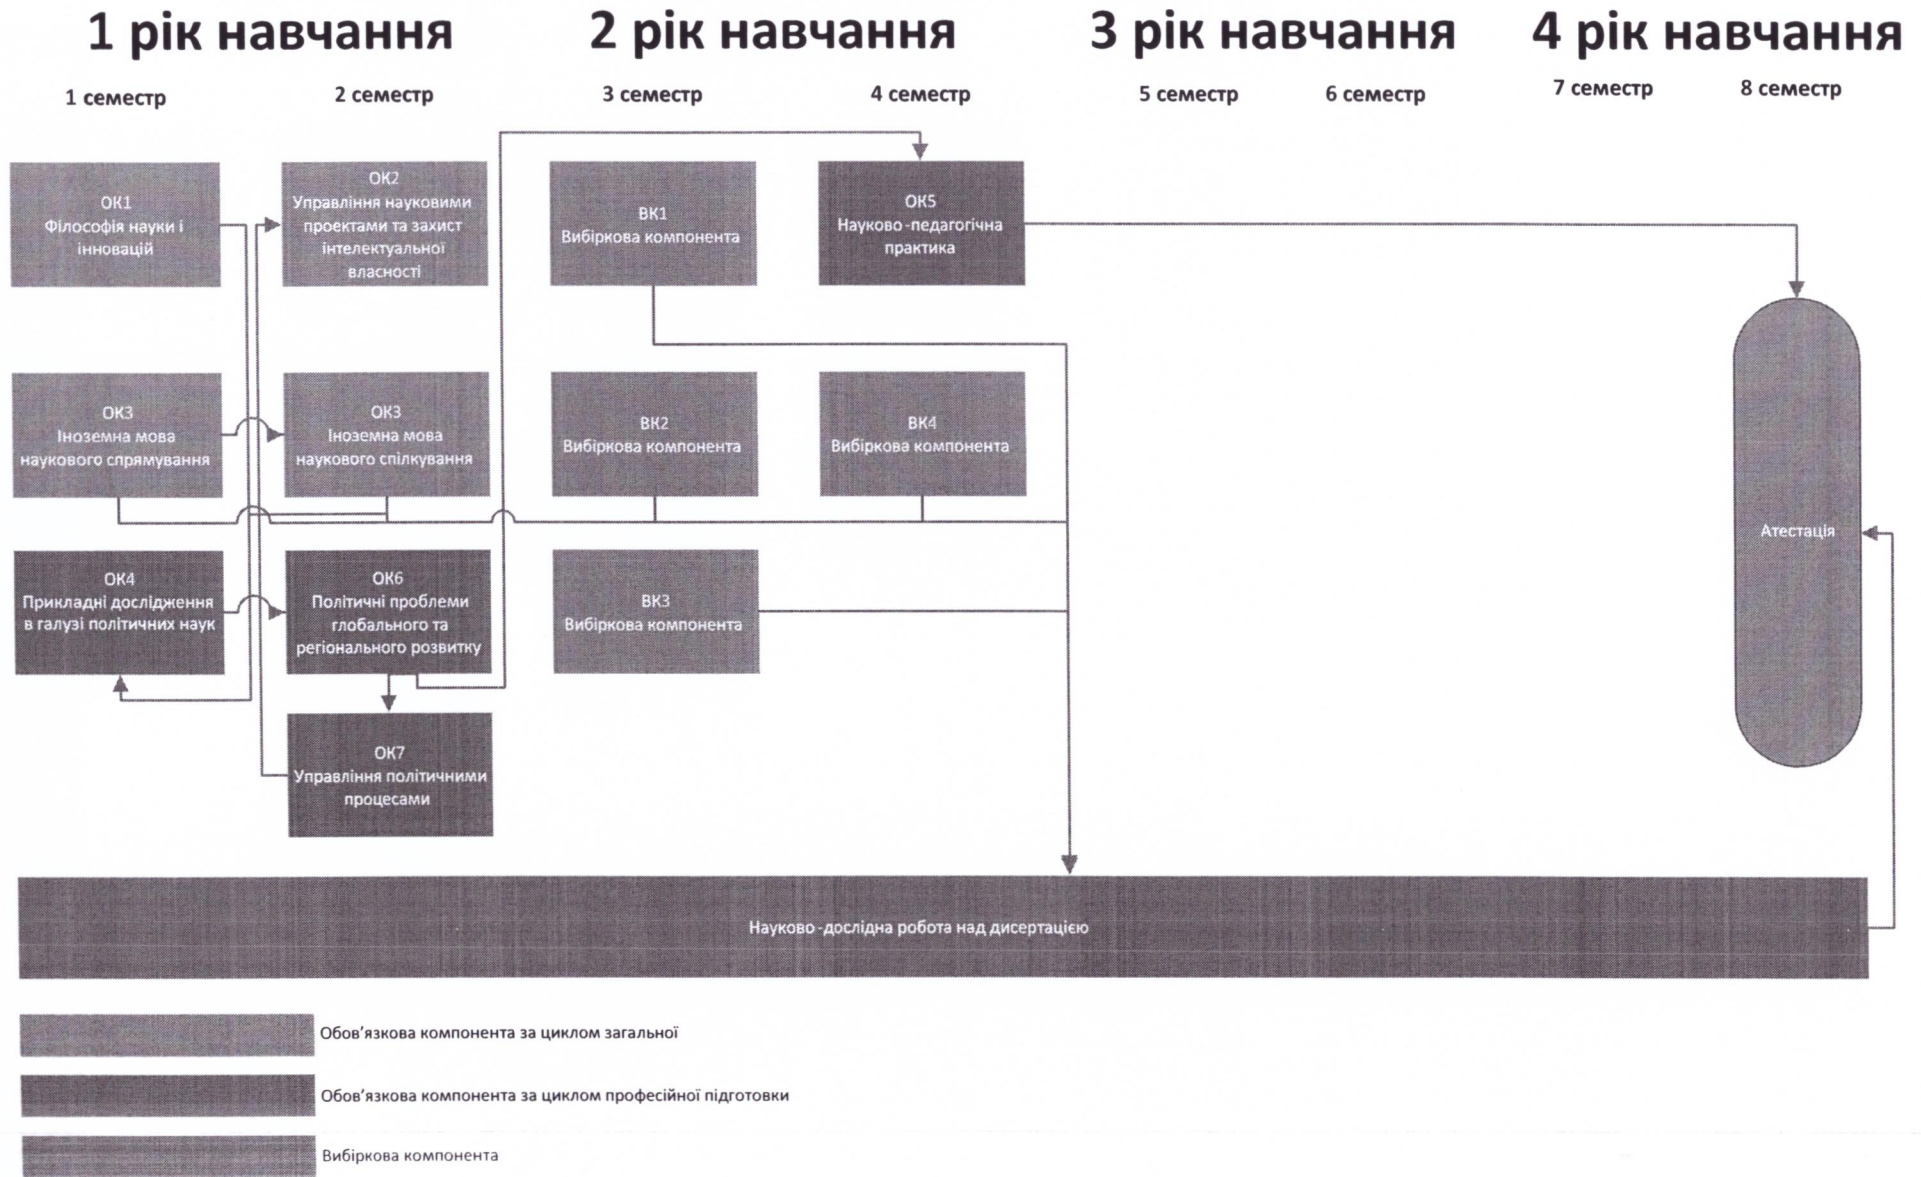 1 рік навчання
2 рік навчання
3 рік навчання
4 рік навчання
1 семестр
2 семестр
3 семестр
4 семестр
5 семестр
6 семестр
7 семестр
8 семестр
ОК1
Філософія науки і
інновацій
ОК2
Управління науковими
проектами та захист
інтелектуальної
власності
ВК1
Вибіркова компонента
ОК5
Науково-педагогічна
практика
ОК3
Іноземна мова
наукового спрямування
ОК3
Іноземна мова
наукового спілкування
ВК2
Вибіркова компонента
ВК4
Вибіркова компонента
Атестація
ОК4
Прикладні дослідження
в галузі політичних наук
ОК6
Політичні проблеми
глобального та
регіонального розвитку
ВК3
Вибіркова компонента
ОК7
Управління політичними
процесами
Науково-дослідна робота над дисертацією
Обов’язкова компонента за циклом загальної
Обов’язкова компонента за циклом професійної підготовки
Вибіркова компонента